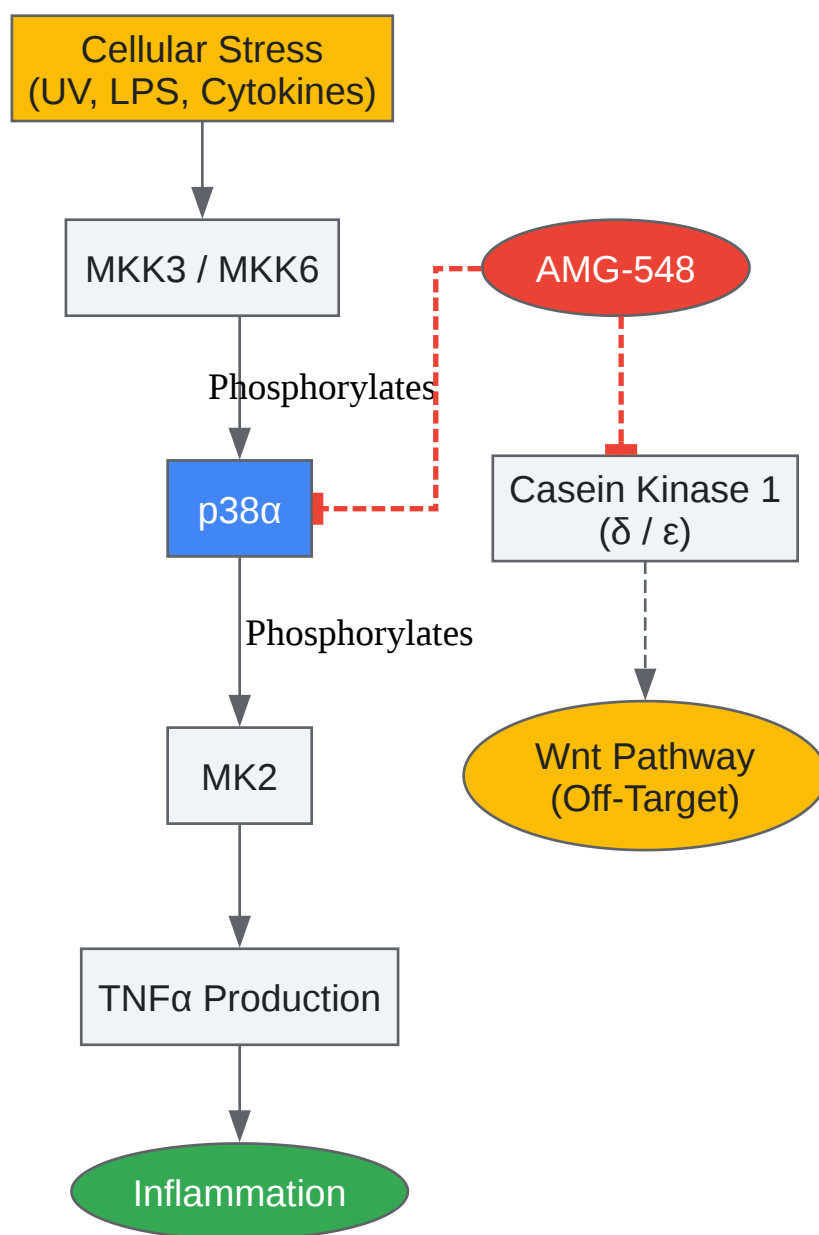 Cellular Stress
(UV, LPS, Cytokines)
MKK3 / MKK6
AMG-548
Phosphorylates
p38α
Casein Kinase 1
(δ / ε)
Phosphorylates
MK2
Wnt Pathway
(Off-Target)
TNFα Production
Inflammation